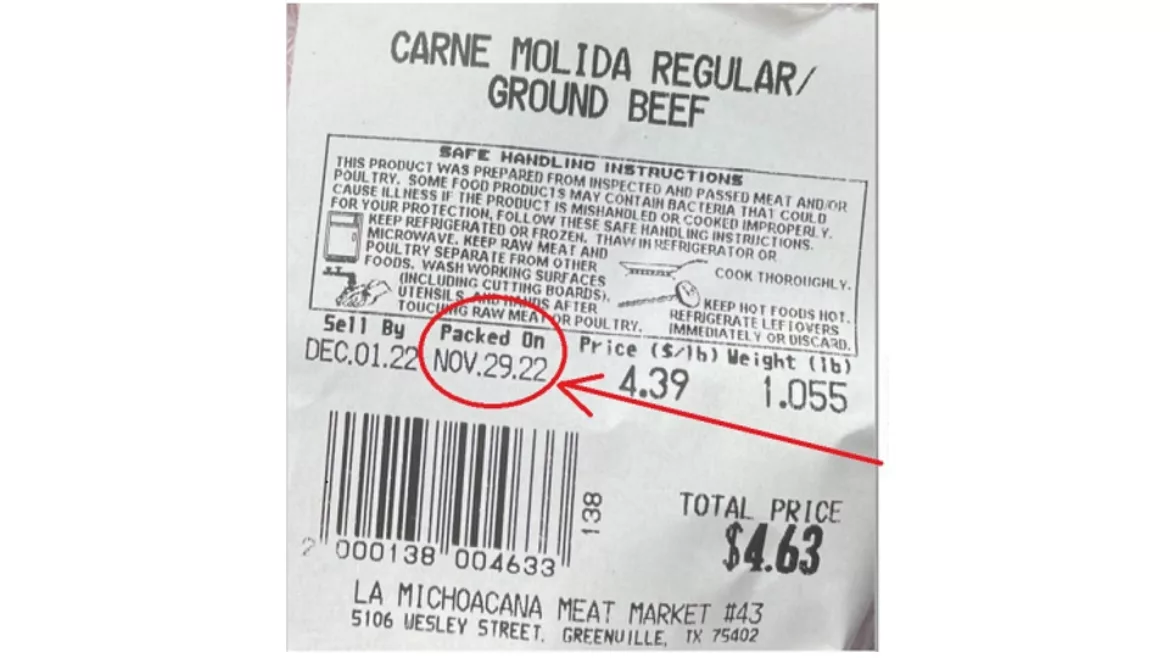 CARNE MOLIDA REGULAR/
GROUND BEEF
SAFE HANDLING INSTRUCTIONS
THIS PRODUCT WAS PREPARED FROM INSPECTED AND PASSED MEAT AND/OR
POULTRY. SOME FOOD PRODUCTS MAY CONTAIN BACTERIA THAT COULD
CAUSE ILLNESS IF THE PRODUCT IS MISHANDLED OR COOKED IMPROPERLY.
FOR YOUR PROTECTION, FOLLOW THESE SAFE HANDLING INSTRUCTIONS.
KEEP REFRIGERATED OR FROZEN. THAW IN REFRIGERATOR OR
MICROWAVE. KEEP RAW MEAT AND
POULTRY SEPARATE FROM OTHER
FOODS. WASH WORKING SURFACES
(INCLUDING CUTTING BOARDS),
UTENSILS, AND HANDS AFTER
TOUCHING RAW MEAT OR POULTRY.
COOK THOROUGHLY.
KEEP HOT FOODS HOT.
REFRIGERATE LEFTOVERS
IMMEDIATELY OR DISCARD.
Sell By Packed On Price ($/lb) Weight (lb)
DEC.01.22 NOV.29.22 4.39 1.055
138
2 000138 004633
TOTAL PRICE
$4.63
LA MICHOACANA MEAT MARKET #43
5106 WESLEY STREET. GREENVILLE, TX 75402